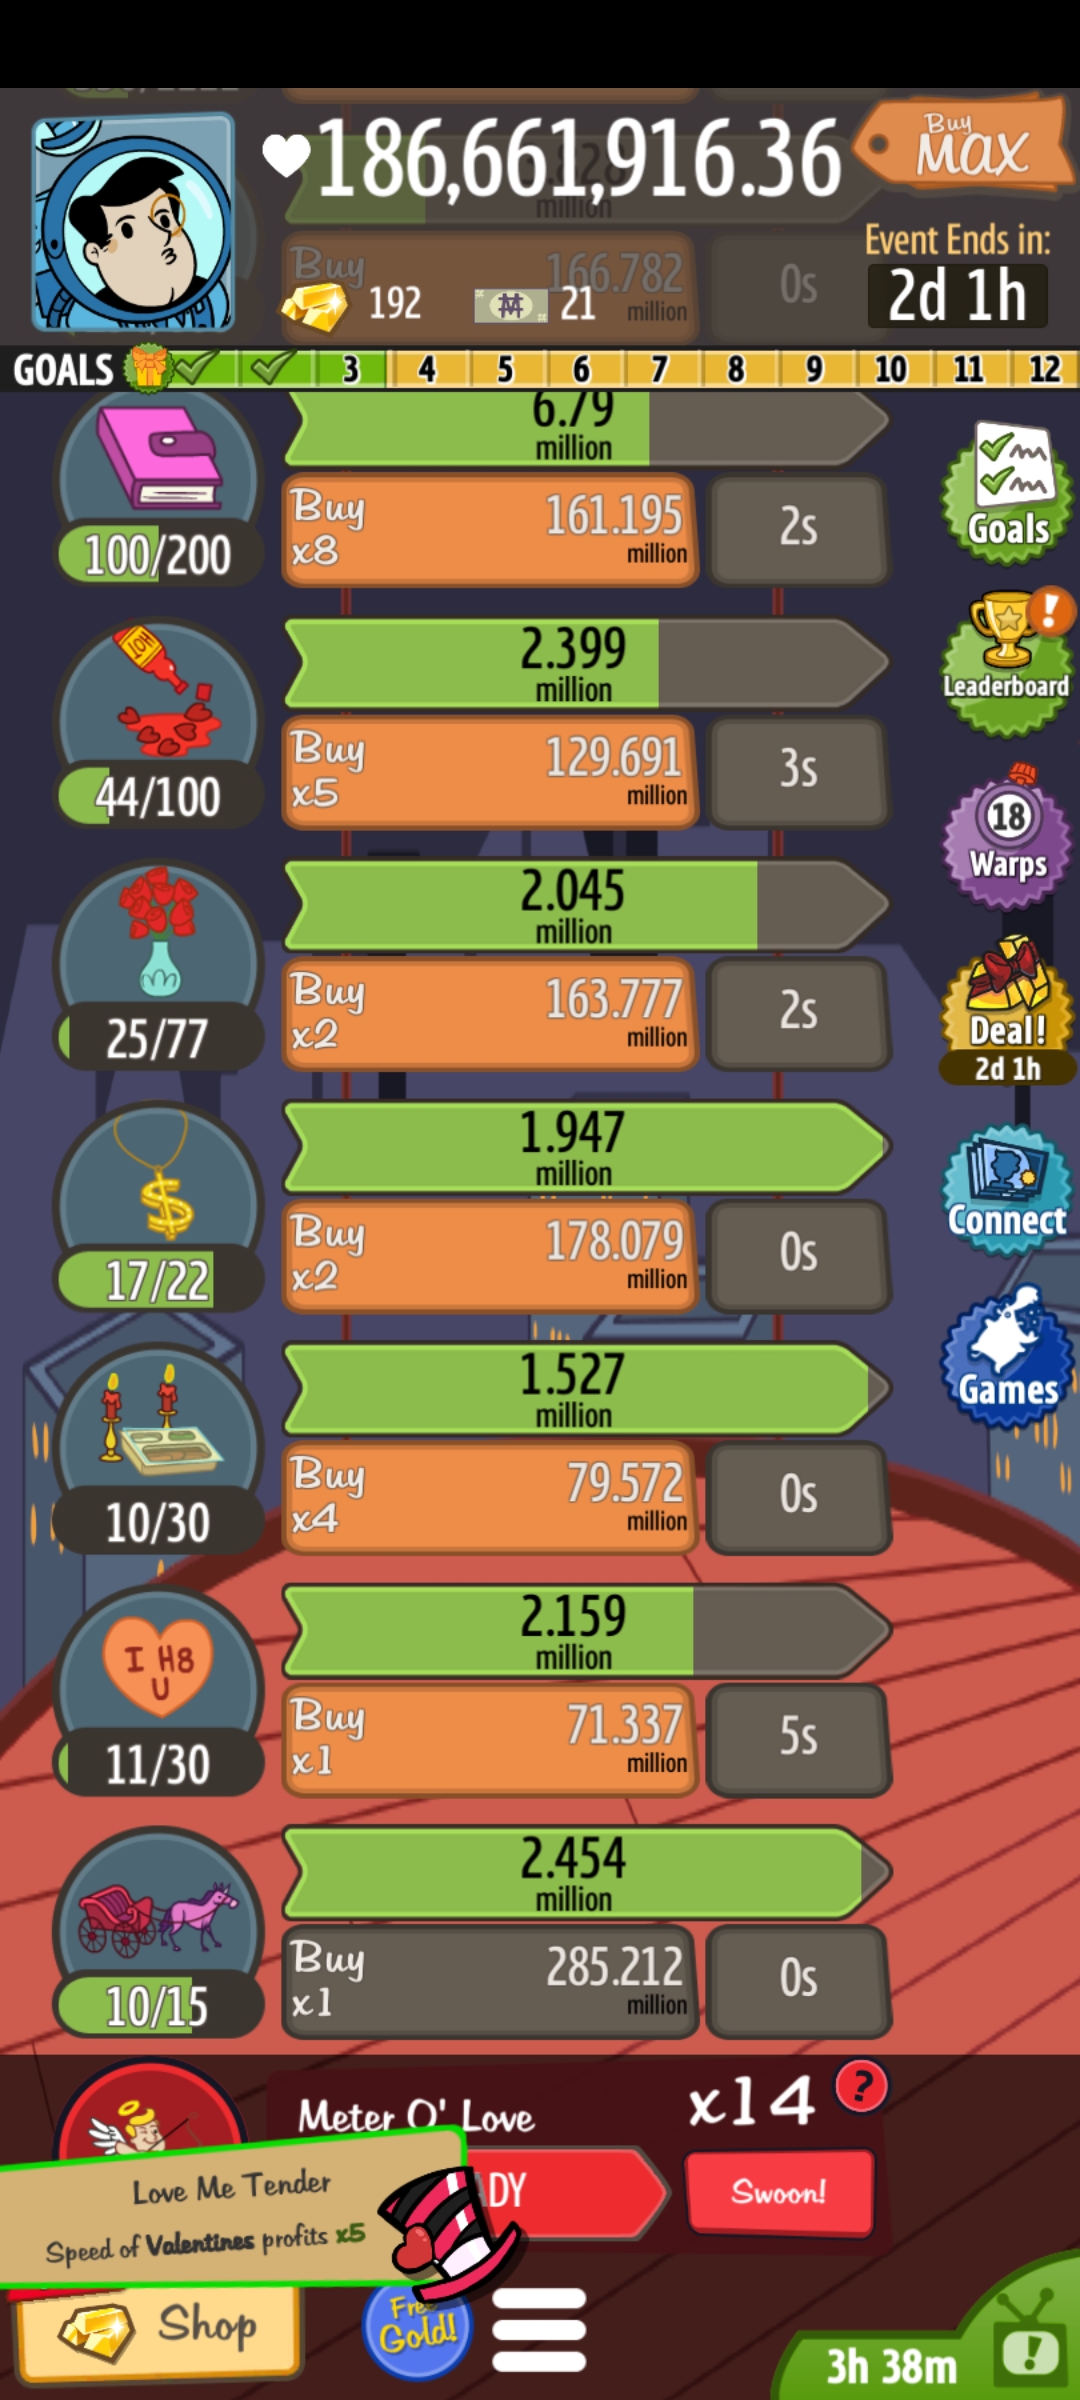 186,661,916.36
Buy
MAX
million
Event Ends in:
2d 1h
Buy
166.782
million
0s
192
21
GOALS
3
4
5
6
7
8
9
10
11
12
6.79
million
Buy
x8
161.195
million
2s
100/200
Goals
2.399
million
Buy
x5
129.691
million
3s
HOT
44/100
Leaderboard
!
2.045
million
Buy
x2
163.777
million
2s
25/77
18
Warps
1.947
million
Buy
x2
178.079
million
0s
$
17/22
Deal!
2d 1h
1.527
million
Buy
x4
79.572
million
0s
10/30
Connect
2.159
million
Buy
x1
71.337
million
5s
I H8
U
11/30
Games
2.454
million
Buy
x1
285.212
million
0s
10/15
Meter O' Love
x14
?
ADY
Swoon!
Love Me Tender
Speed of Valentines profits x5
Shop
Free
Gold!
3h 38m
!